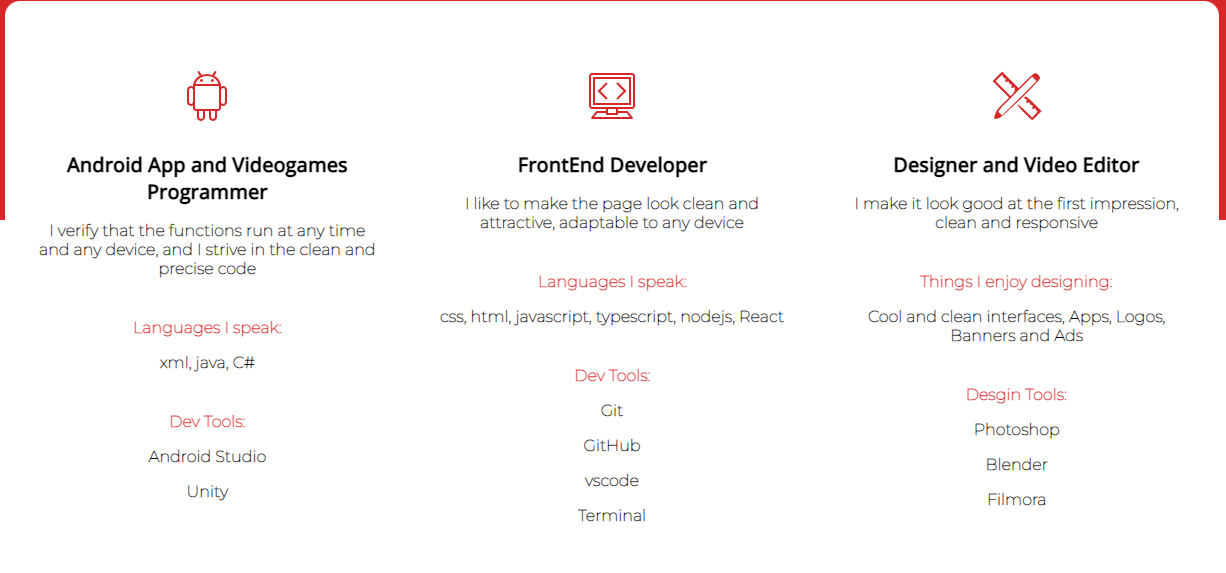 Android App and Videogames
Programmer
I verify that the functions run at any time
and any device, and I strive in the clean and
precise code
Languages I speak:
xml, java, C#
Dev Tools:
Android Studio
Unity
FrontEnd Developer
I like to make the page look clean and
attractive, adaptable to any device
Languages I speak:
css, html, javascript, typescript, nodejs, React
Dev Tools:
Git
GitHub
vscode
Terminal
Designer and Video Editor
I make it look good at the first impression,
clean and responsive
Things I enjoy designing:
Cool and clean interfaces, Apps, Logos,
Banners and Ads
Desgin Tools:
Photoshop
Blender
Filmora